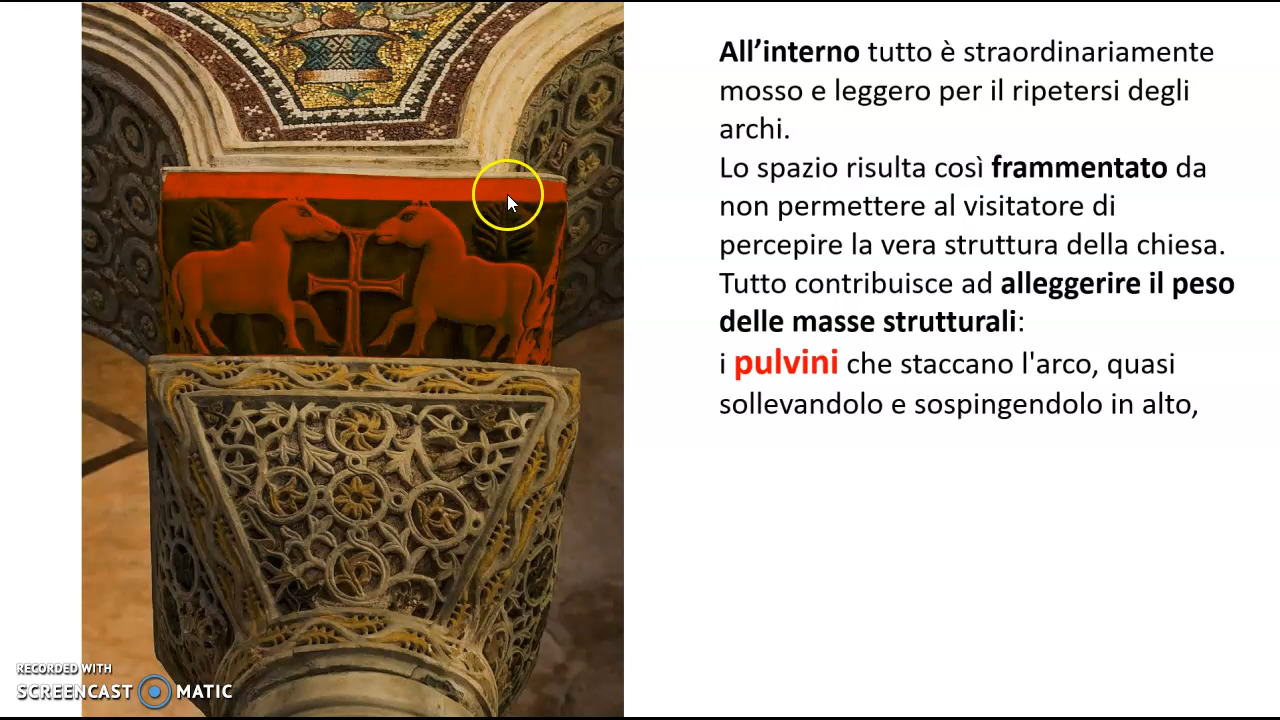 All’interno tutto è straordinariamente
mosso e leggero per il ripetersi degli
archi.
Lo spazio risulta così frammentato da
non permettere al visitatore di
percepire la vera struttura della chiesa.
Tutto contribuisce ad alleggerire il peso
delle masse strutturali:
i pulvini che staccano l'arco, quasi
sollevandolo e sospingendolo in alto,
RECORDED WITH
SCREENCAST MATIC